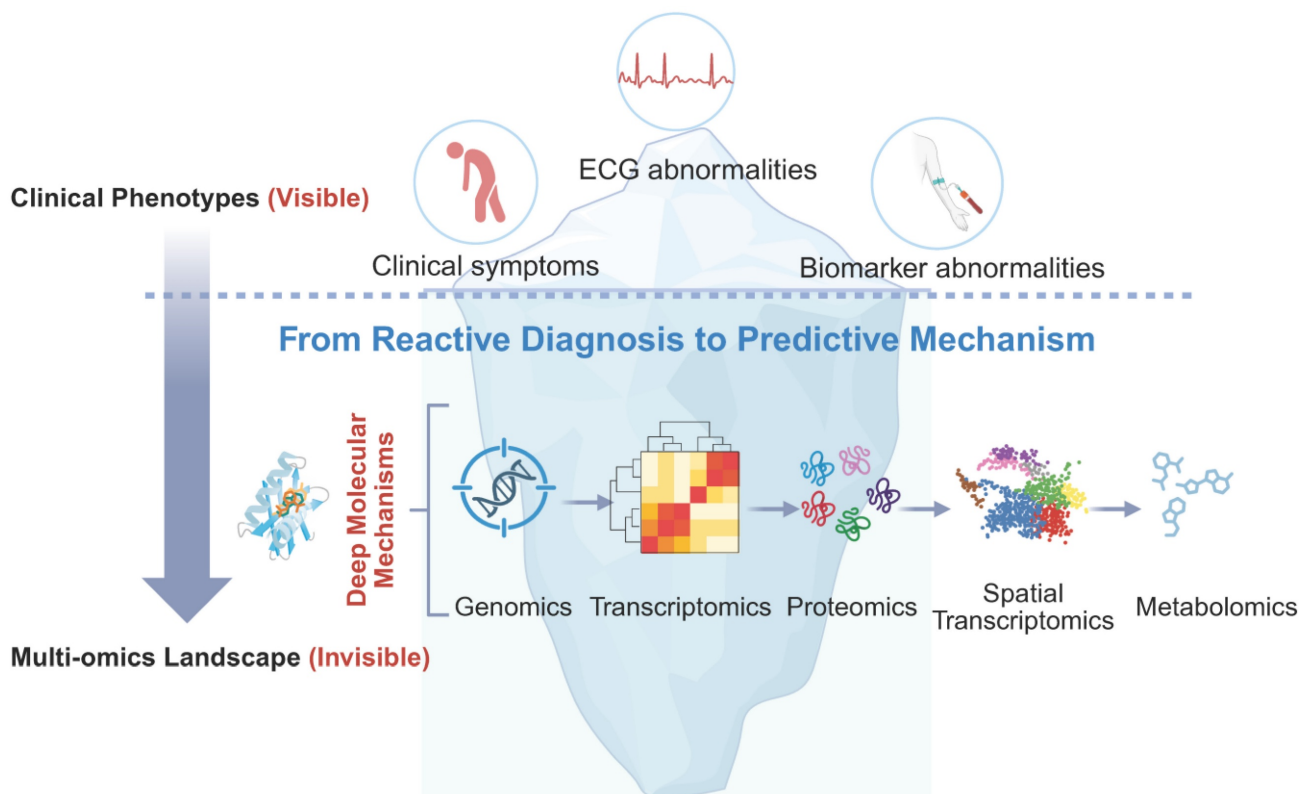 ECG abnormalities
Clinical Phenotypes (Visible)
Clinical symptoms
Biomarker abnormalities
From Reactive Diagnosis to Predictive Mechanism
Deep Molecular
Mechanisms
Genomics
Transcriptomics
Proteomics
Spatial
Transcriptomics
Metabolomics
Multi-omics Landscape (Invisible)